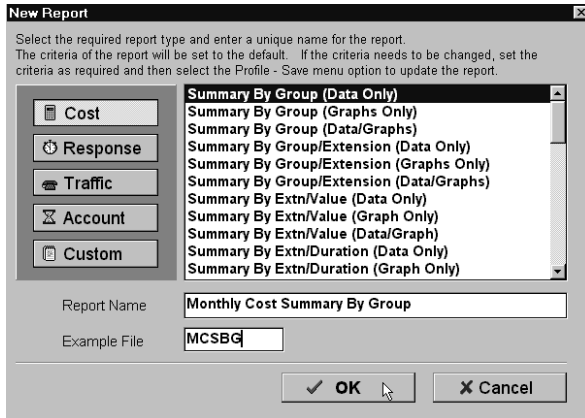 New Report
Select the required report type and enter a unique name for the report.
The criteria of the report will be set to the default. If the criteria needs to be changed, set the
criteria as required and then select the Profile - Save menu option to update the report.
Cost
Response
Traffic
Account
Custom
Summary By Group (Data Only)
Summary By Group (Graphs Only)
Summary By Group (Data/Graphs)
Summary By Group/Extension (Data Only)
Summary By Group/Extension (Graphs Only)
Summary By Group/Extension (Data/Graphs)
Summary By Extn/Value (Data Only)
Summary By Extn/Value (Graph Only)
Summary By Extn/Value (Data/Graph)
Summary By Extn/Duration (Data Only)
Summary By Extn/Duration (Graph Only)
Report Name
Monthly Cost Summary By Group
Example File
MCSBG
OK
Cancel